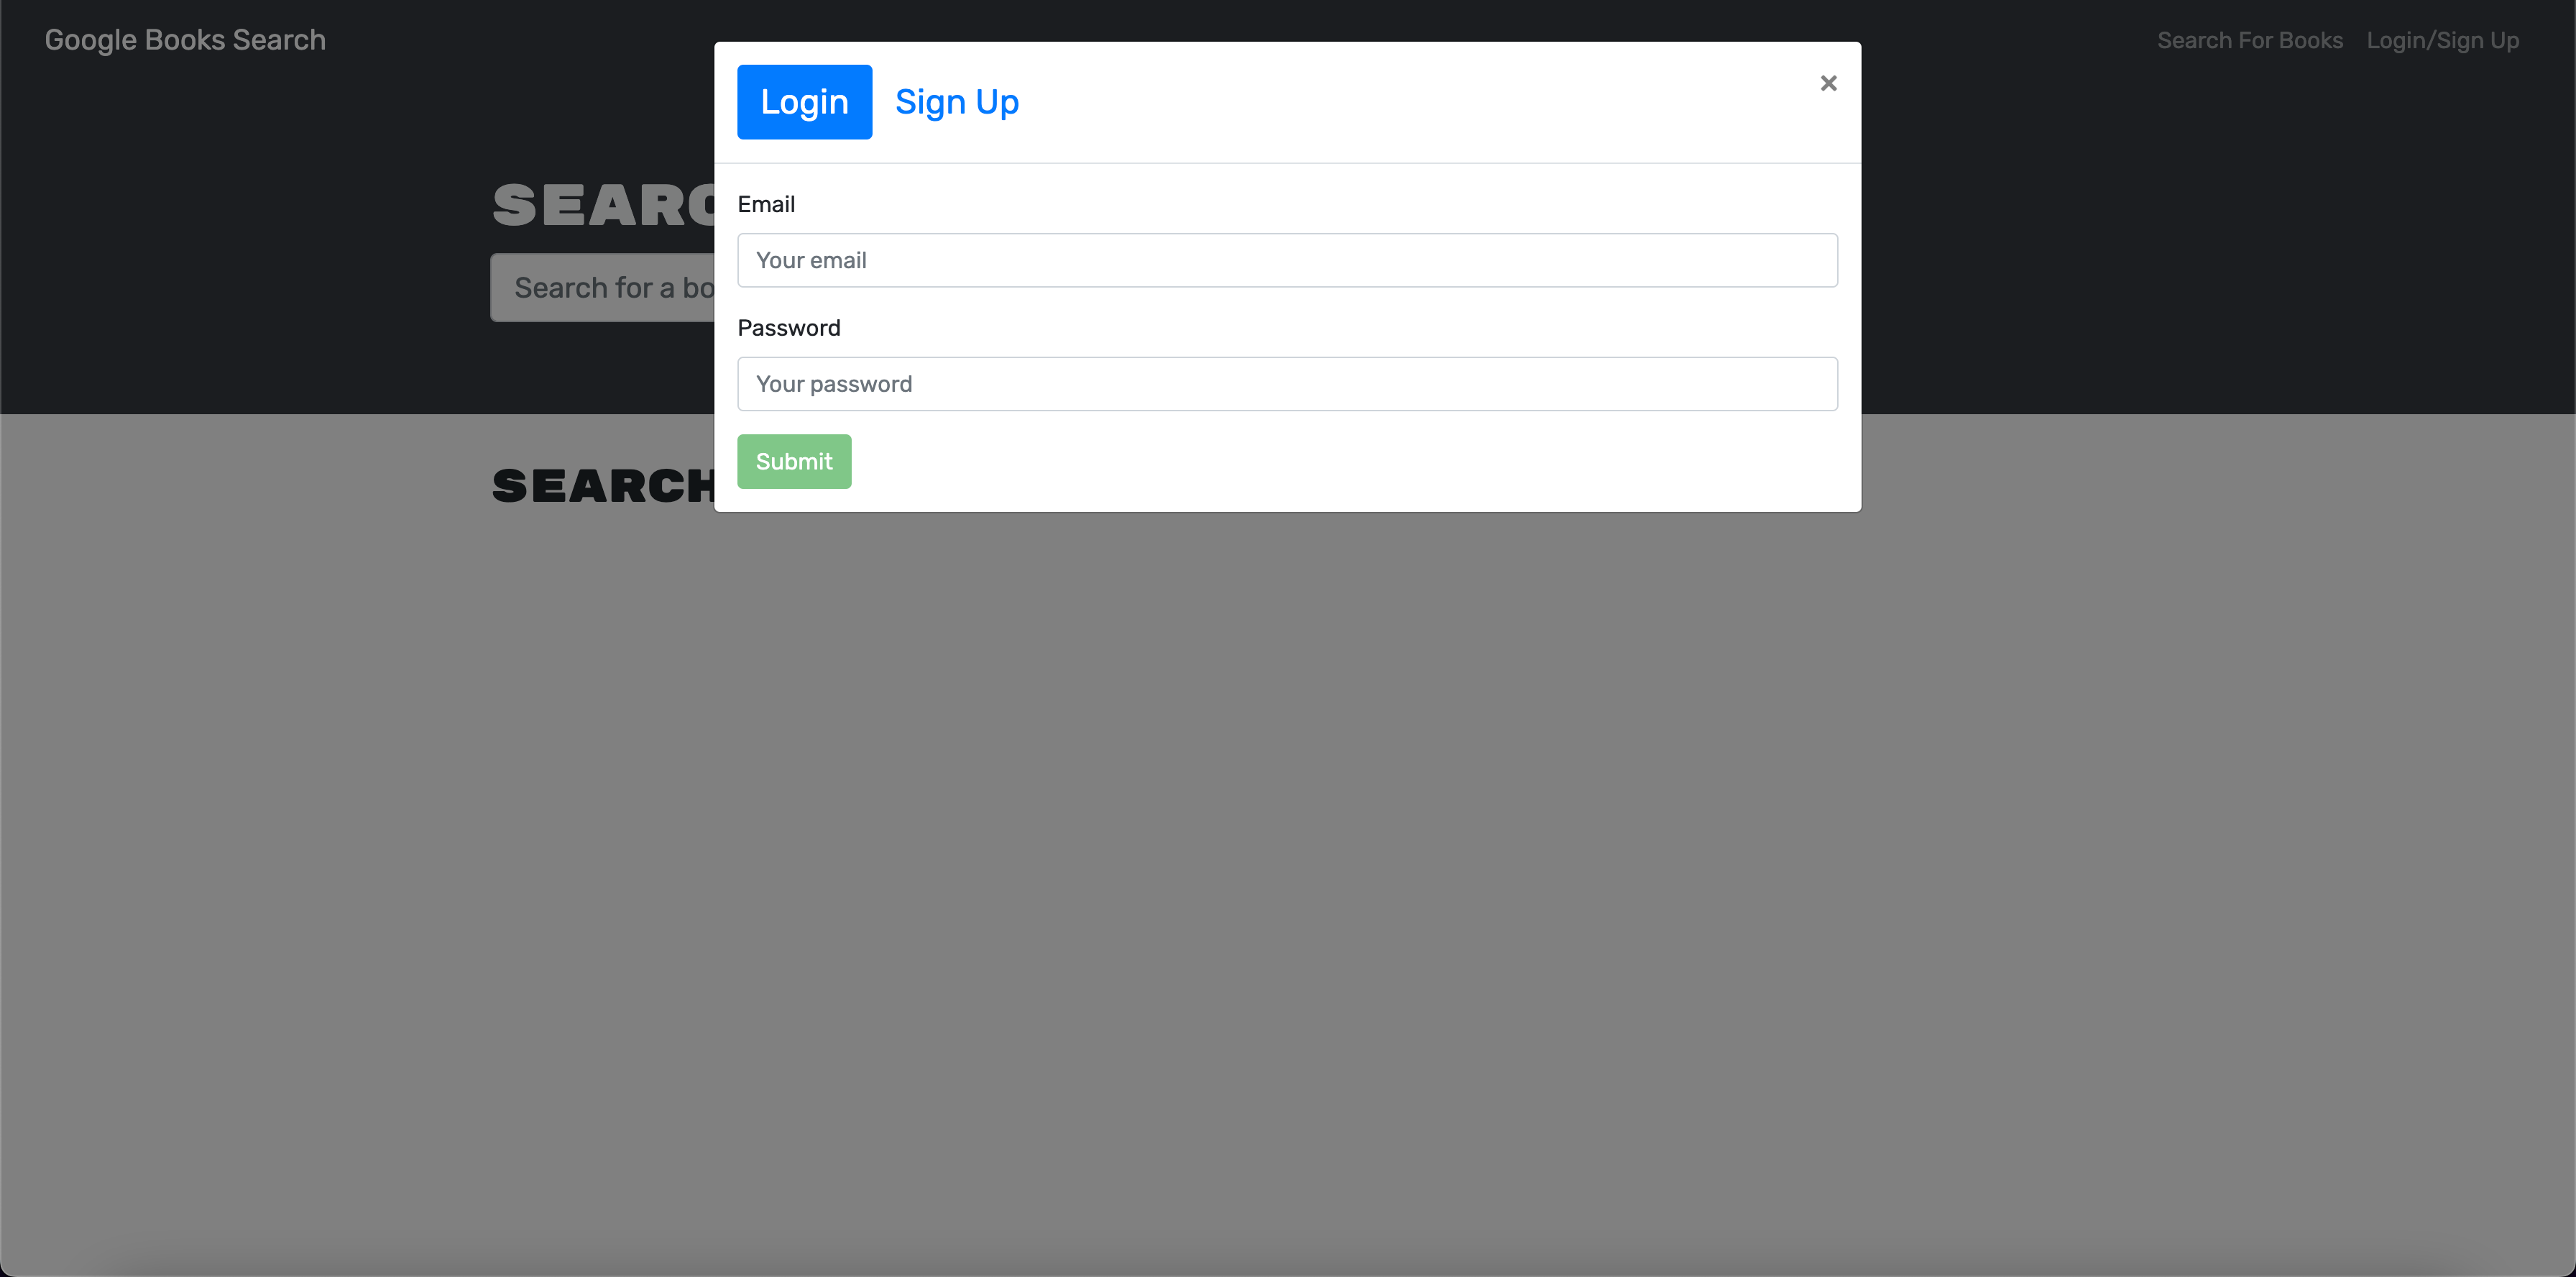 Google Books Search
Search For Books Login/Sign Up
Login Sign Up ×
SEARC
Search for a bo
Email
Your email
Password
Your password
Submit
SEARCH